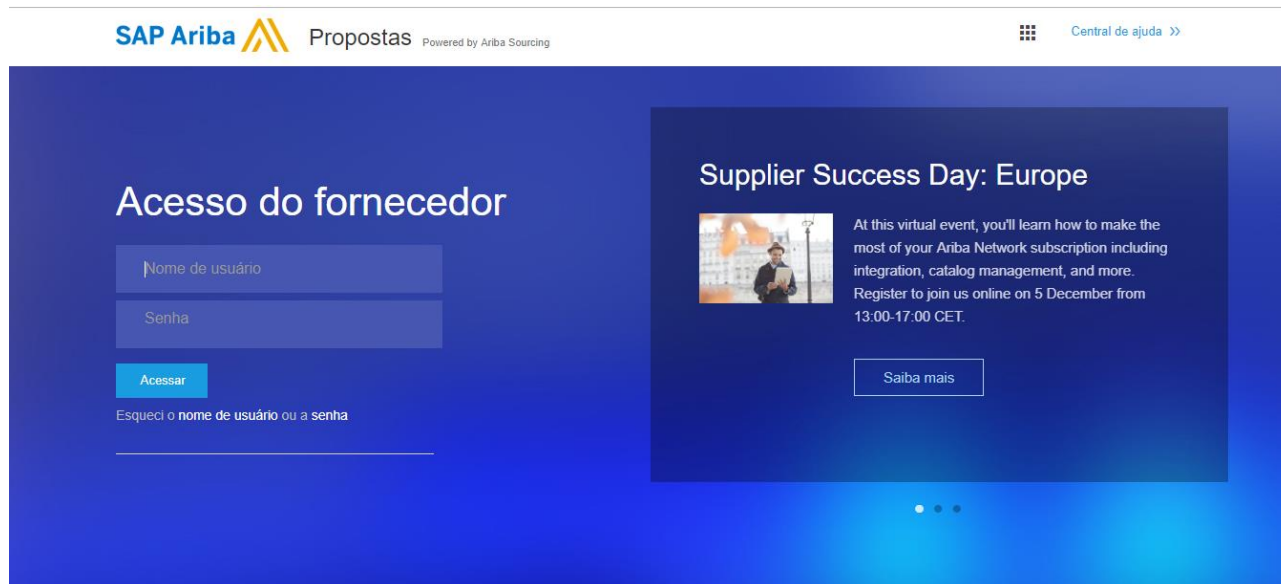 SAP Ariba Propostas Powered by Ariba Sourcing
Central de ajuda »
Acesso do fornecedor
Nome de usuário
Senha
Acessar
Esqueci o nome de usuário ou a senha
Supplier Success Day: Europe
At this virtual event, you'll learn how to make the
most of your Ariba Network subscription including
integration, catalog management, and more.
Register to join us online on 5 December from
13:00-17:00 CET.
Saiba mais